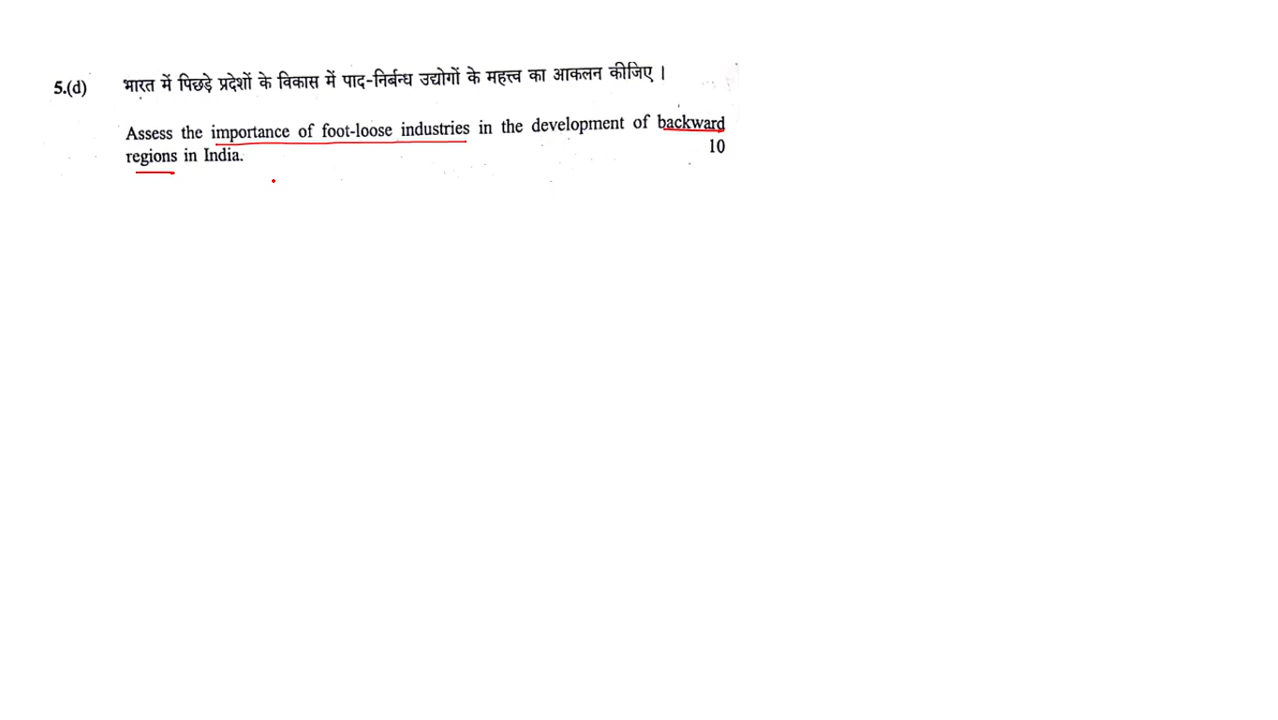 5.(d) भारत में पिछड़े प्रदेशों के विकास में पाद-निर्बन्ध उद्योगों के महत्त्व का आकलन कीजिए ।
Assess the importance of foot-loose industries in the development of backward
regions in India. 10